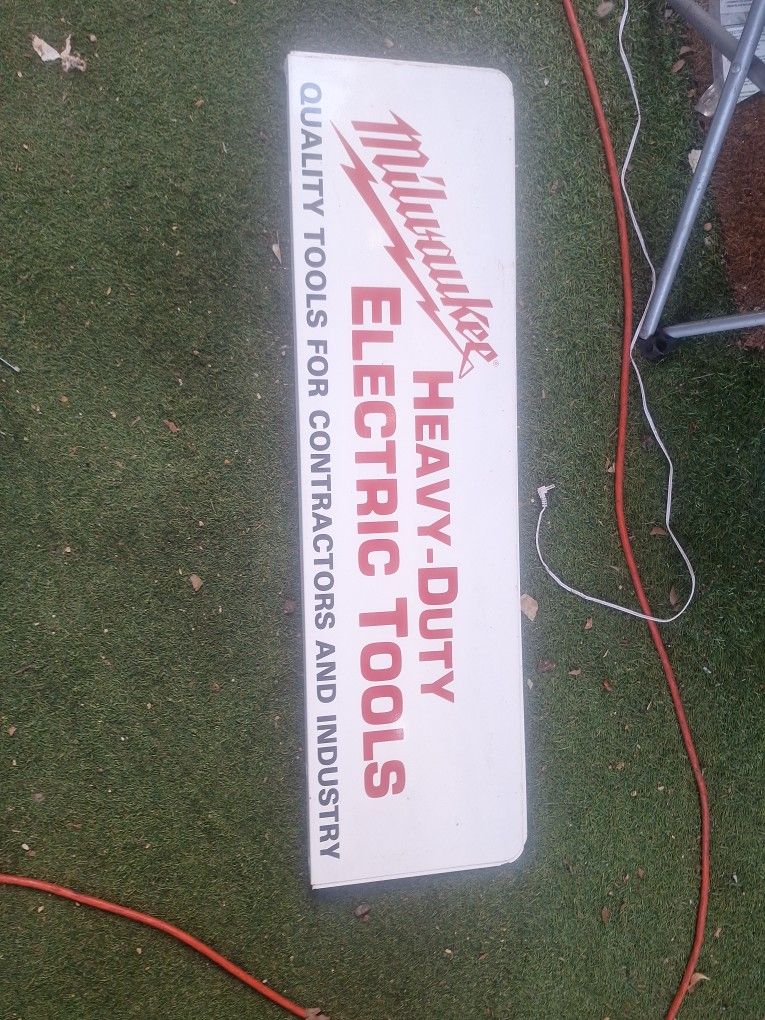 Milwaukee®
HEAVY-DUTY
ELECTRIC TOOLS
QUALITY TOOLS FOR CONTRACTORS AND INDUSTRY